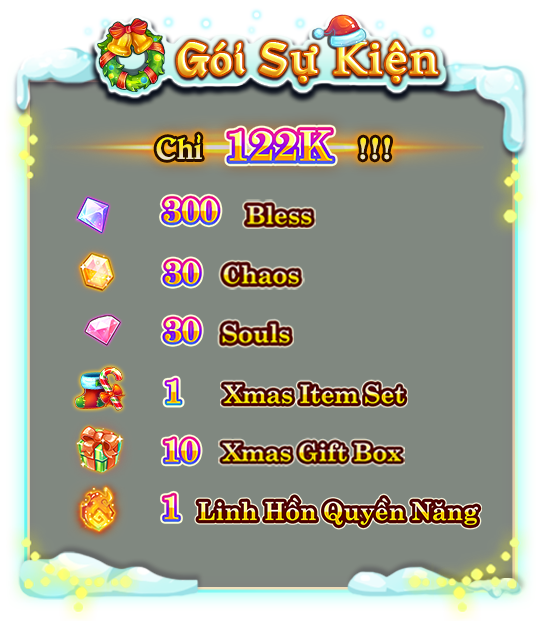 Gói Sự Kiện
Chỉ 122K !!!
300 Bless
30 Chaos
30 Souls
1 Xmas Item Set
10 Xmas Gift Box
1 Linh Hồn Quyền Năng